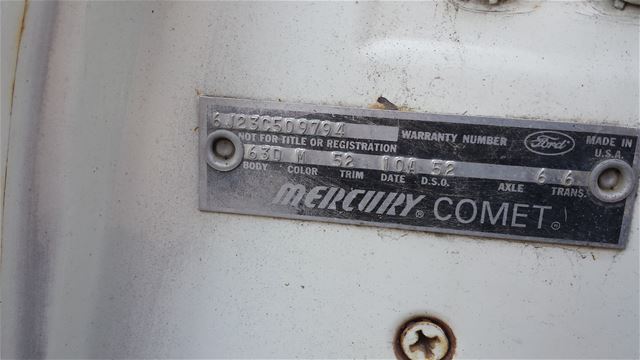 6J23C509794
WARRANTY NUMBER Ford MADE IN U.S.A.
NOT FOR TITLE OR REGISTRATION
63D M 52 10A 52 6 6
BODY COLOR TRIM DATE D.S.O. AXLE TRANS.
MERCURY® COMET®